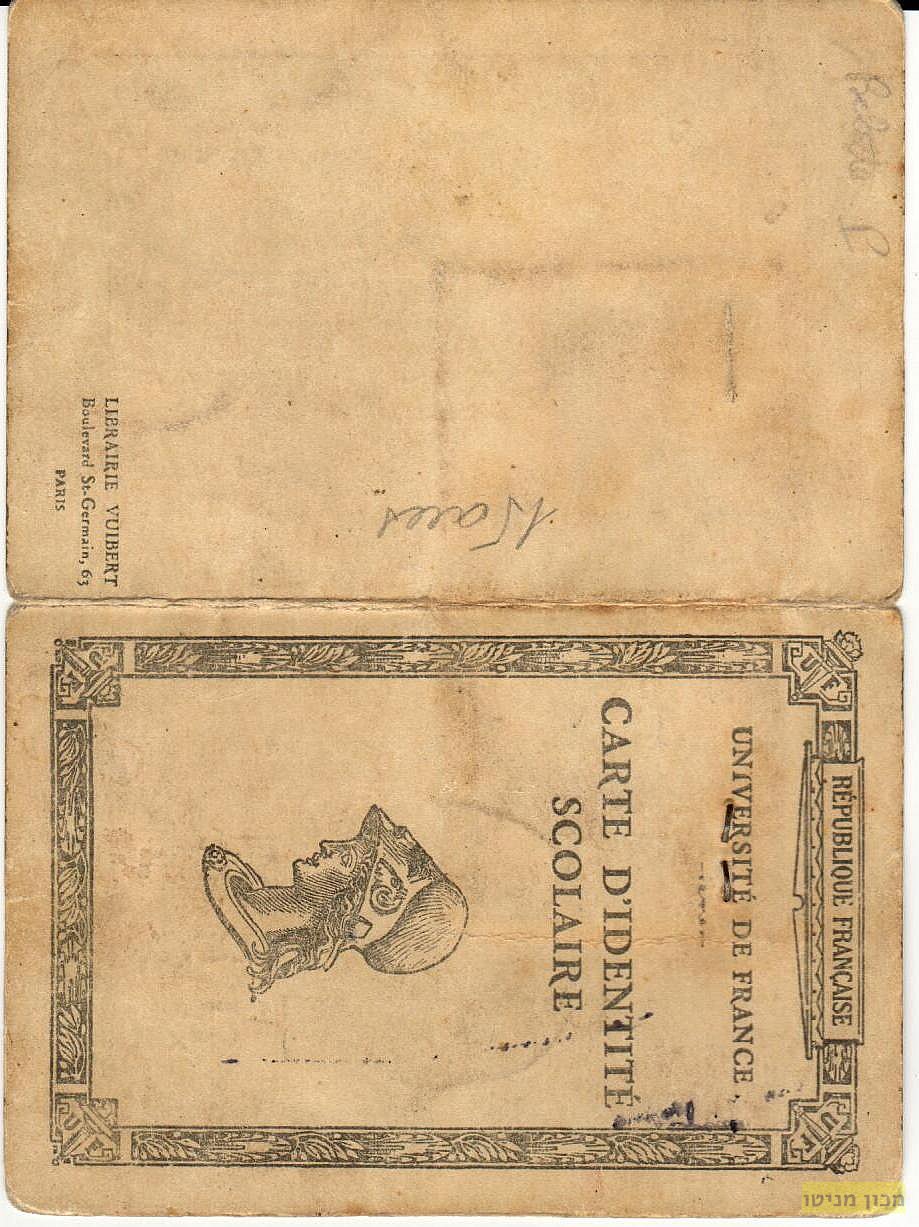 RÉPUBLIQUE FRANÇAISE
UNIVERSITÉ DE FRANCE
CARTE D'IDENTITÉ
SCOLAIRE
U F
U F
U F
U F
LIBRAIRIE VUIBERT
Boulevard St-Germain, 63
PARIS
מכון מניטו